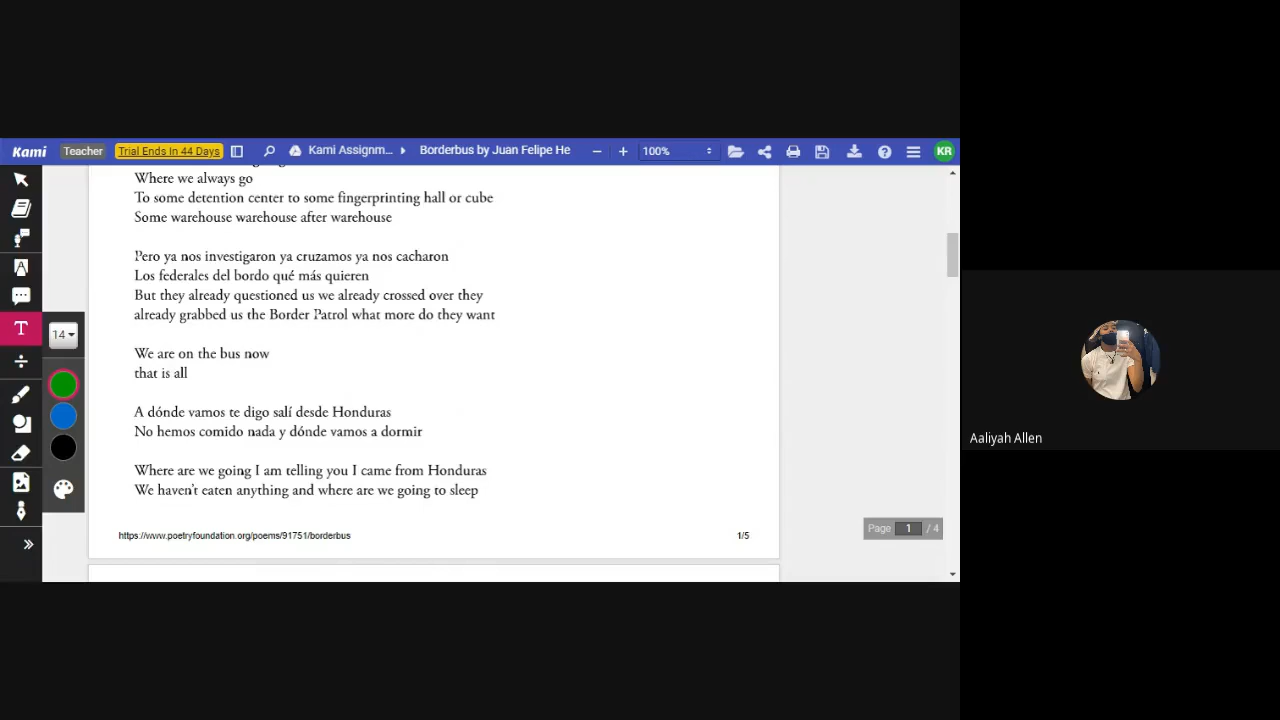 Kami Teacher Trial Ends In 44 Days Kami Assignm... Borderbus by Juan Felipe He 100% KR
Where we always go
To some detention center to some fingerprinting hall or cube
Some warehouse warehouse after warehouse
Pero ya nos investigaron ya cruzamos ya nos cacharon
Los federales del bordo qué más quieren
But they already questioned us we already crossed over they
already grabbed us the Border Patrol what more do they want
We are on the bus now
that is all
A dónde vamos te digo salí desde Honduras
No hemos comido nada y dónde vamos a dormir
Where are we going I am telling you I came from Honduras
We haven't eaten anything and where are we going to sleep
https://www.poetryfoundation.org/poems/91751/borderbus 1/5
Page 1 / 4
14
T
Aaliyah Allen